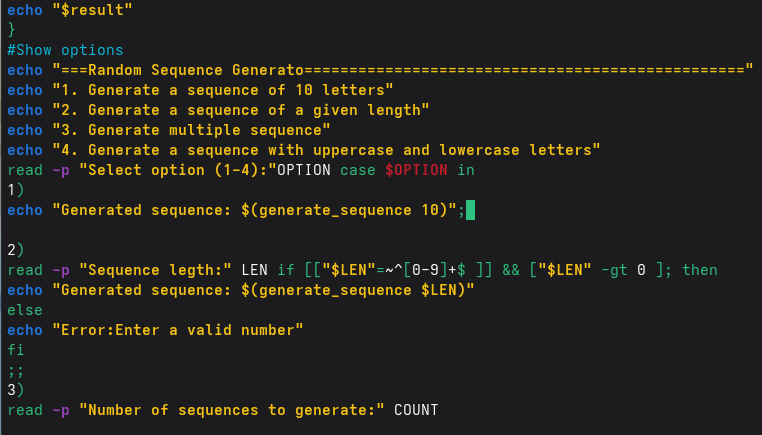 echo "$result"
}
#Show options
echo "===Random Sequence Generato================================================="
echo "1. Generate a sequence of 10 letters"
echo "2. Generate a sequence of a given length"
echo "3. Generate multiple sequence"
echo "4. Generate a sequence with uppercase and lowercase letters"
read -p "Select option (1-4):"OPTION case $OPTION in
1)
echo "Generated sequence: $(generate_sequence 10)";
2)
read -p "Sequence legth:" LEN if [["$LEN"=~^[0-9]+$ ]] && ["$LEN" -gt 0 ]; then
echo "Generated sequence: $(generate_sequence $LEN)"
else
echo "Error:Enter a valid number"
fi
;;
3)
read -p "Number of sequences to generate:" COUNT